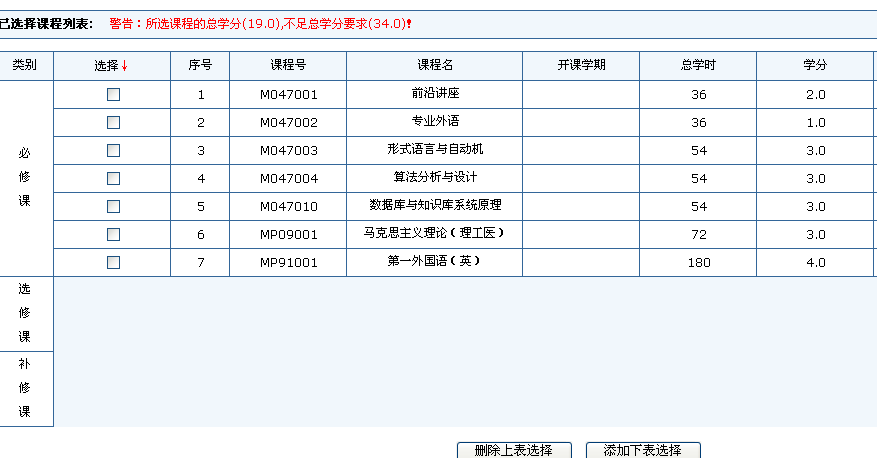 已选择课程列表： 警告：所选课程的总学分(19.0),不足总学分要求(34.0)!
类别 选择↓ 序号 课程号 课程名 开课学期 总学时 学分
必修课
1 M047001 前沿讲座 36 2.0
2 M047002 专业外语 36 1.0
3 M047003 形式语言与自动机 54 3.0
4 M047004 算法分析与设计 54 3.0
5 M047010 数据库与知识库系统原理 54 3.0
6 MP09001 马克思主义理论（理工医） 72 3.0
7 MP91001 第一外国语（英） 180 4.0
选修课
补修课
删除上表选择 添加下表选择